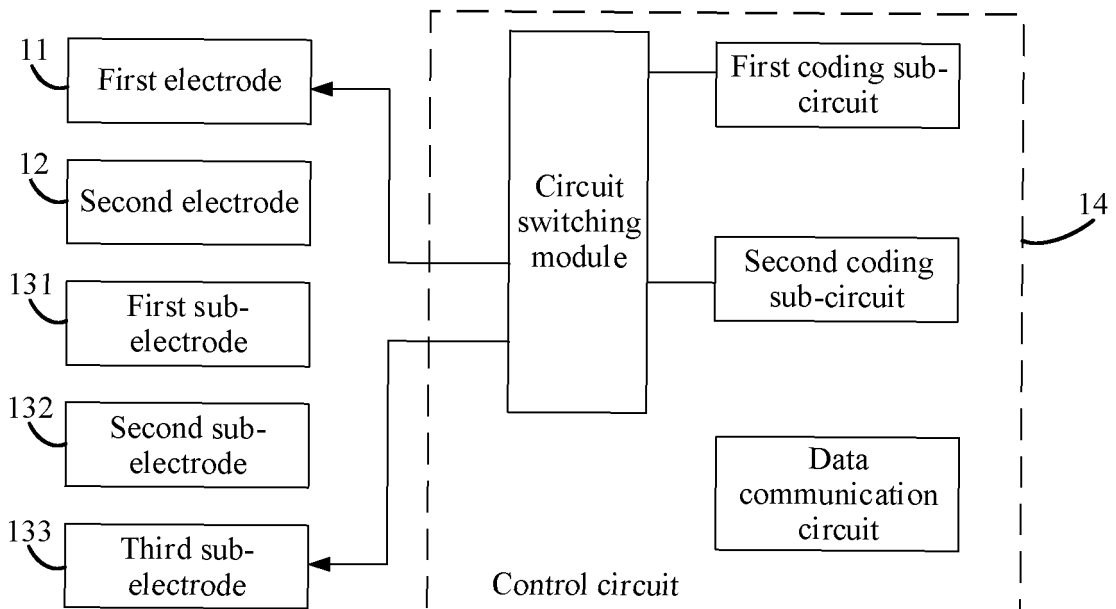 11
First electrode
12
Second electrode
131
First sub-
electrode
132
Second sub-
electrode
133
Third sub-
electrode
Circuit
switching
module
First coding sub-
circuit
Second coding
sub-circuit
Data
communication
circuit
Control circuit
14